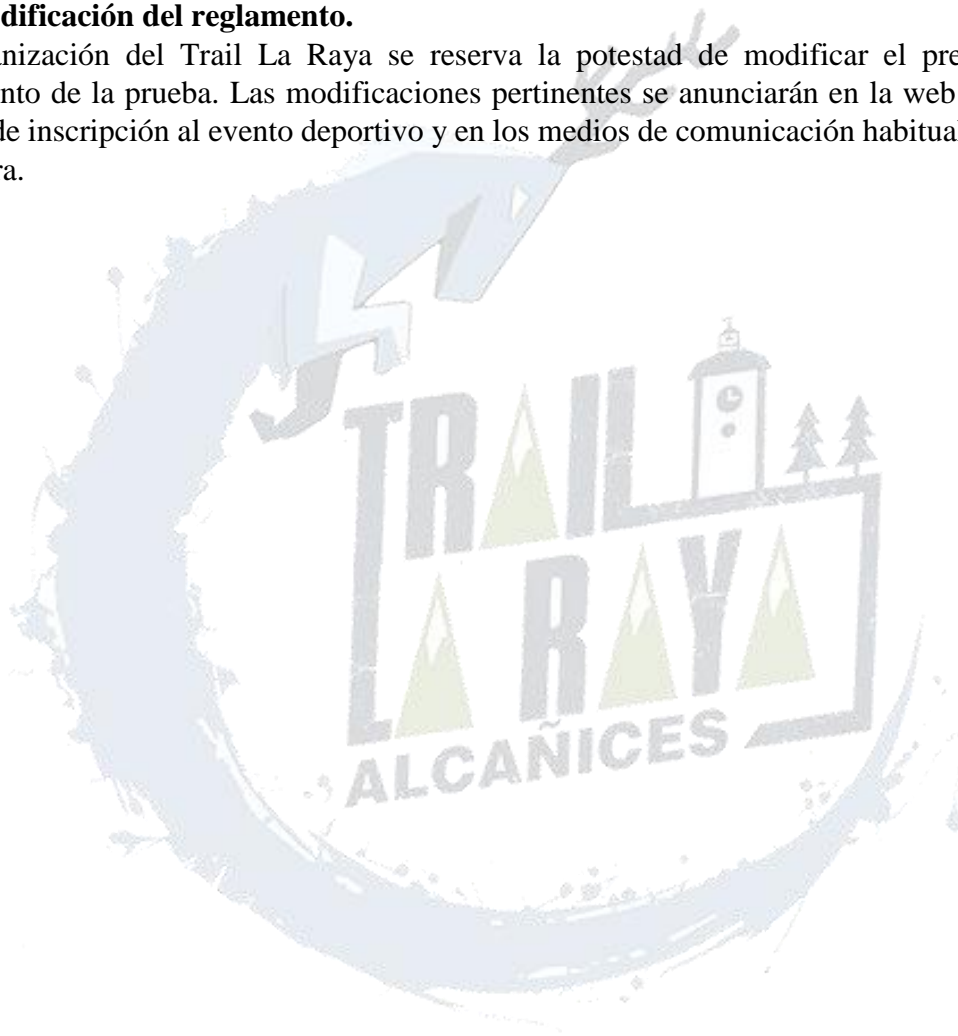 dificación del reglamento.
nización del Trail La Raya se reserva la potestad de modificar el pre
nto de la prueba. Las modificaciones pertinentes se anunciarán en la web
de inscripción al evento deportivo y en los medios de comunicación habitual
ra.
TRAIL
LA RAYA
ALCAÑICES